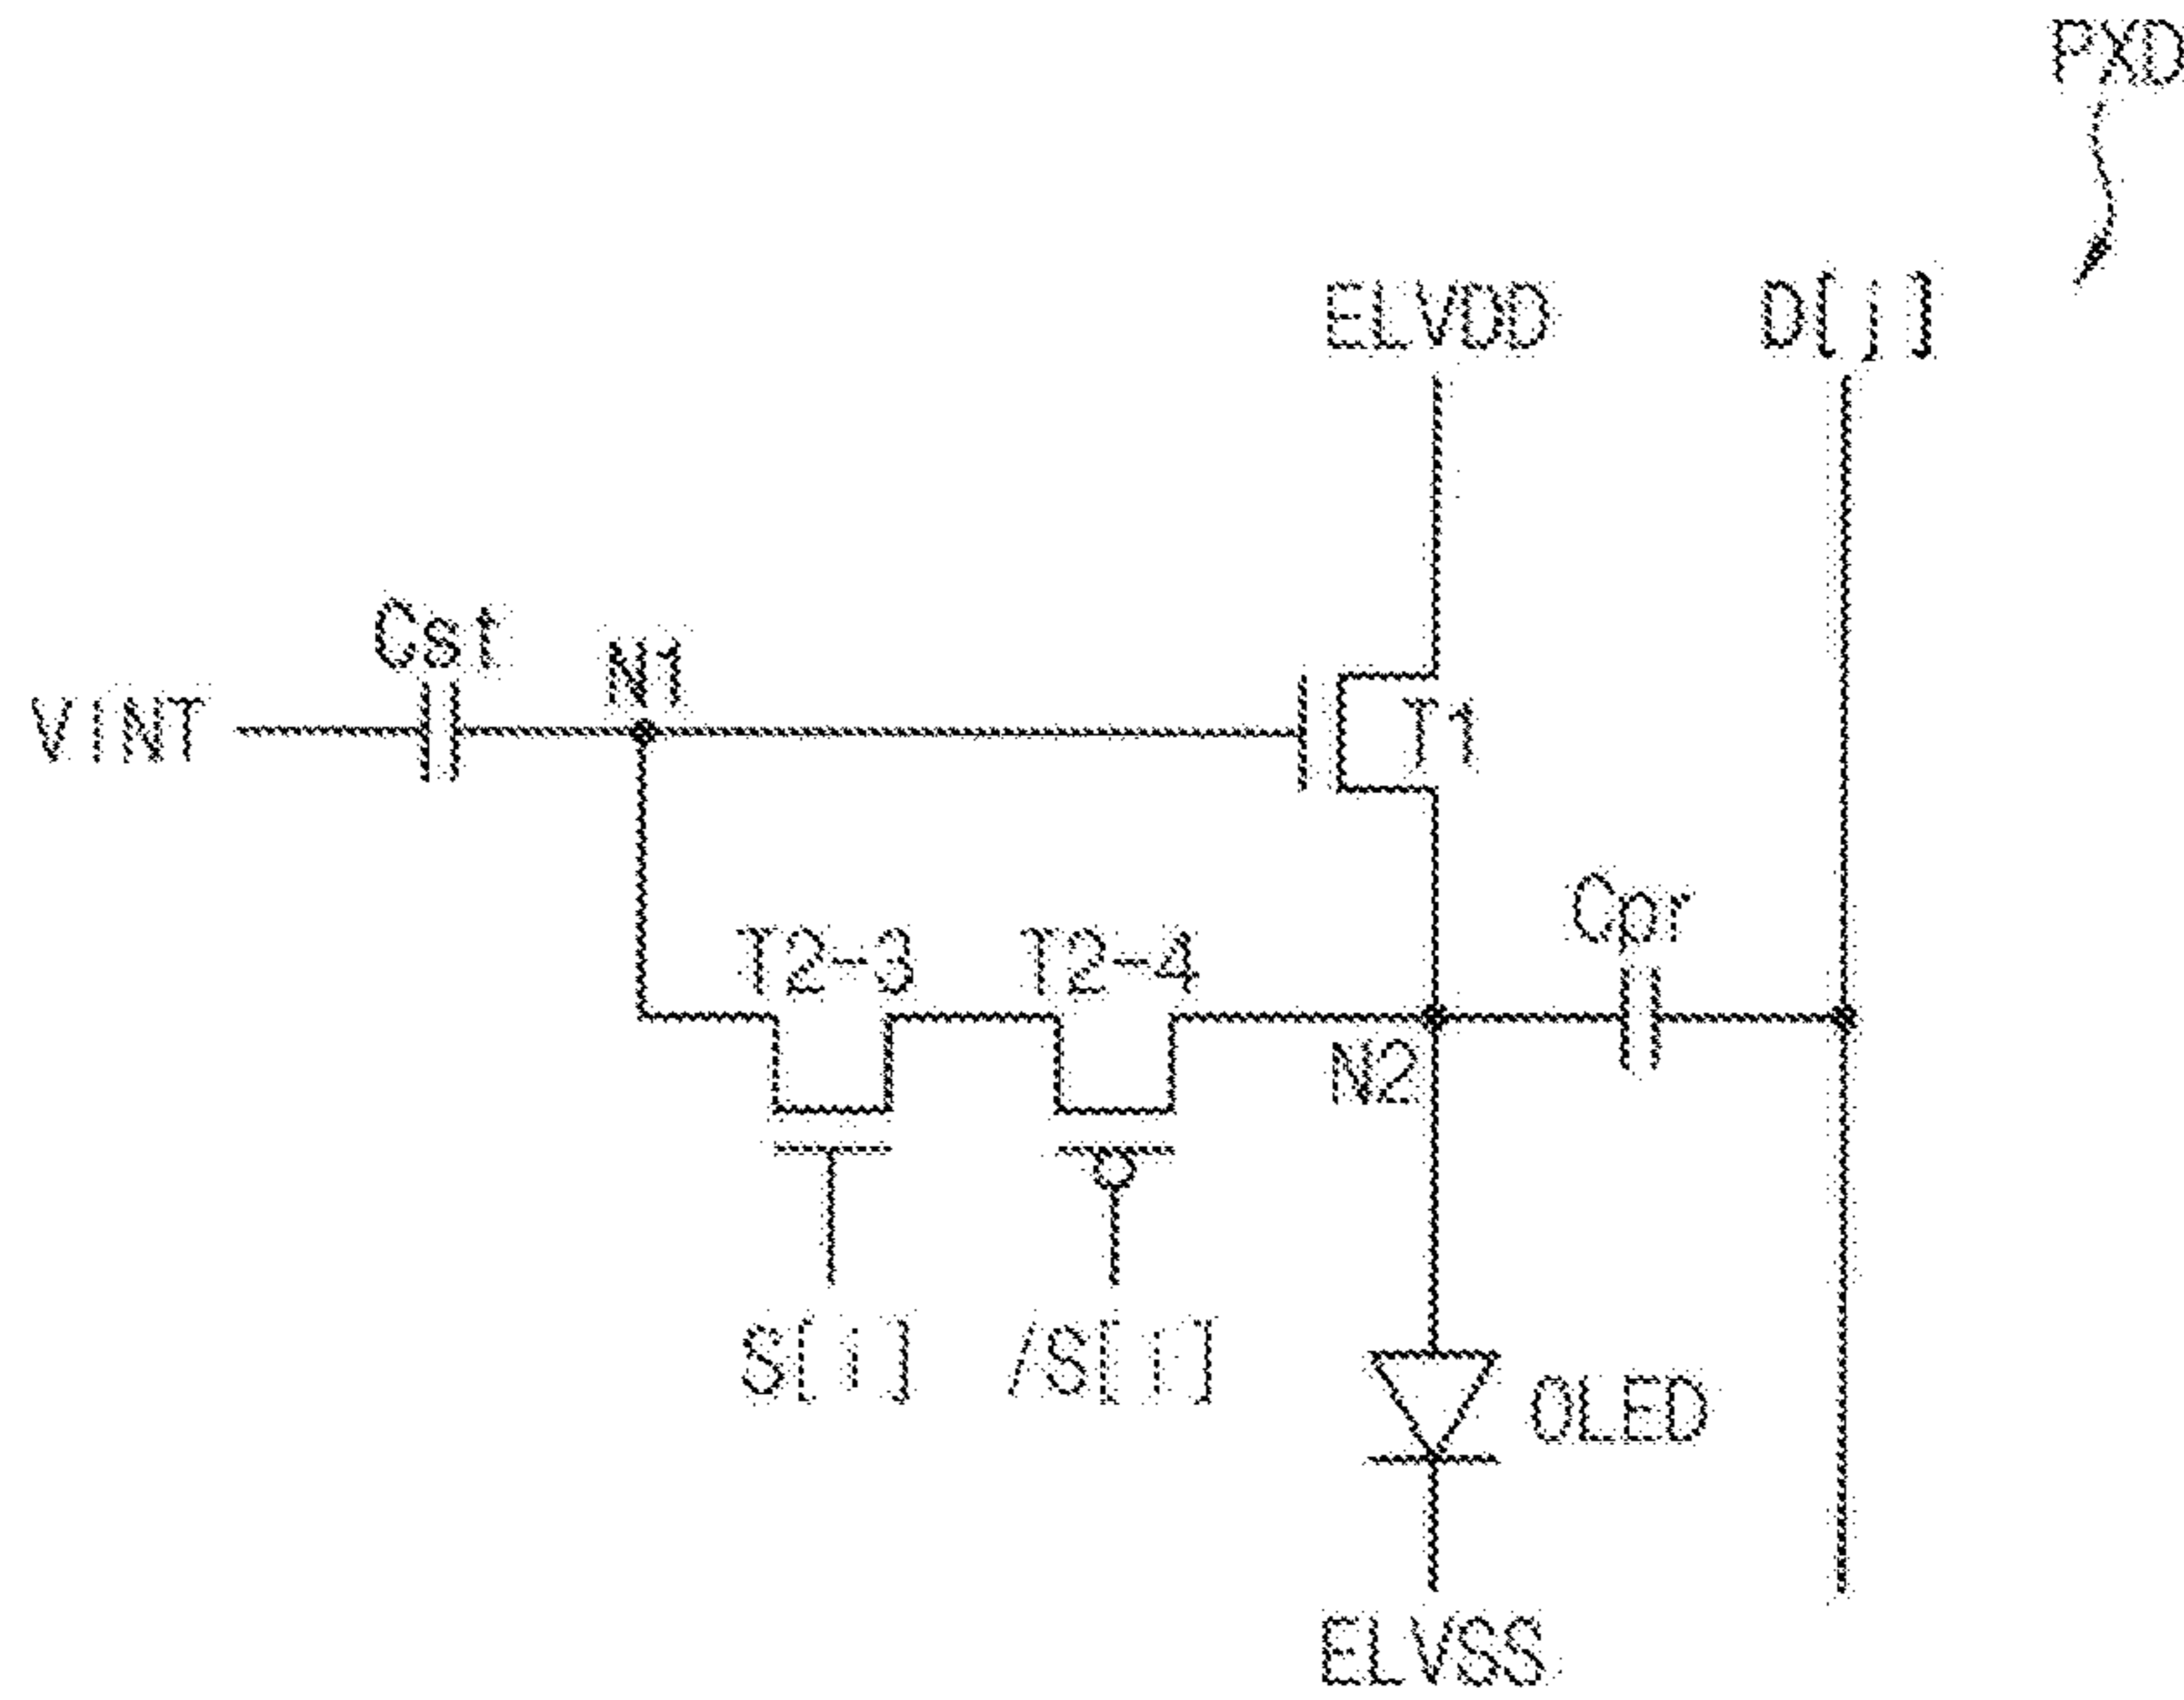 PXD
ELVDD
D[j]
Cst
N1
VINT
T1
Cpr
T2-3
T2-4
N2
S[i]
/S[i]
OLED
ELVSS